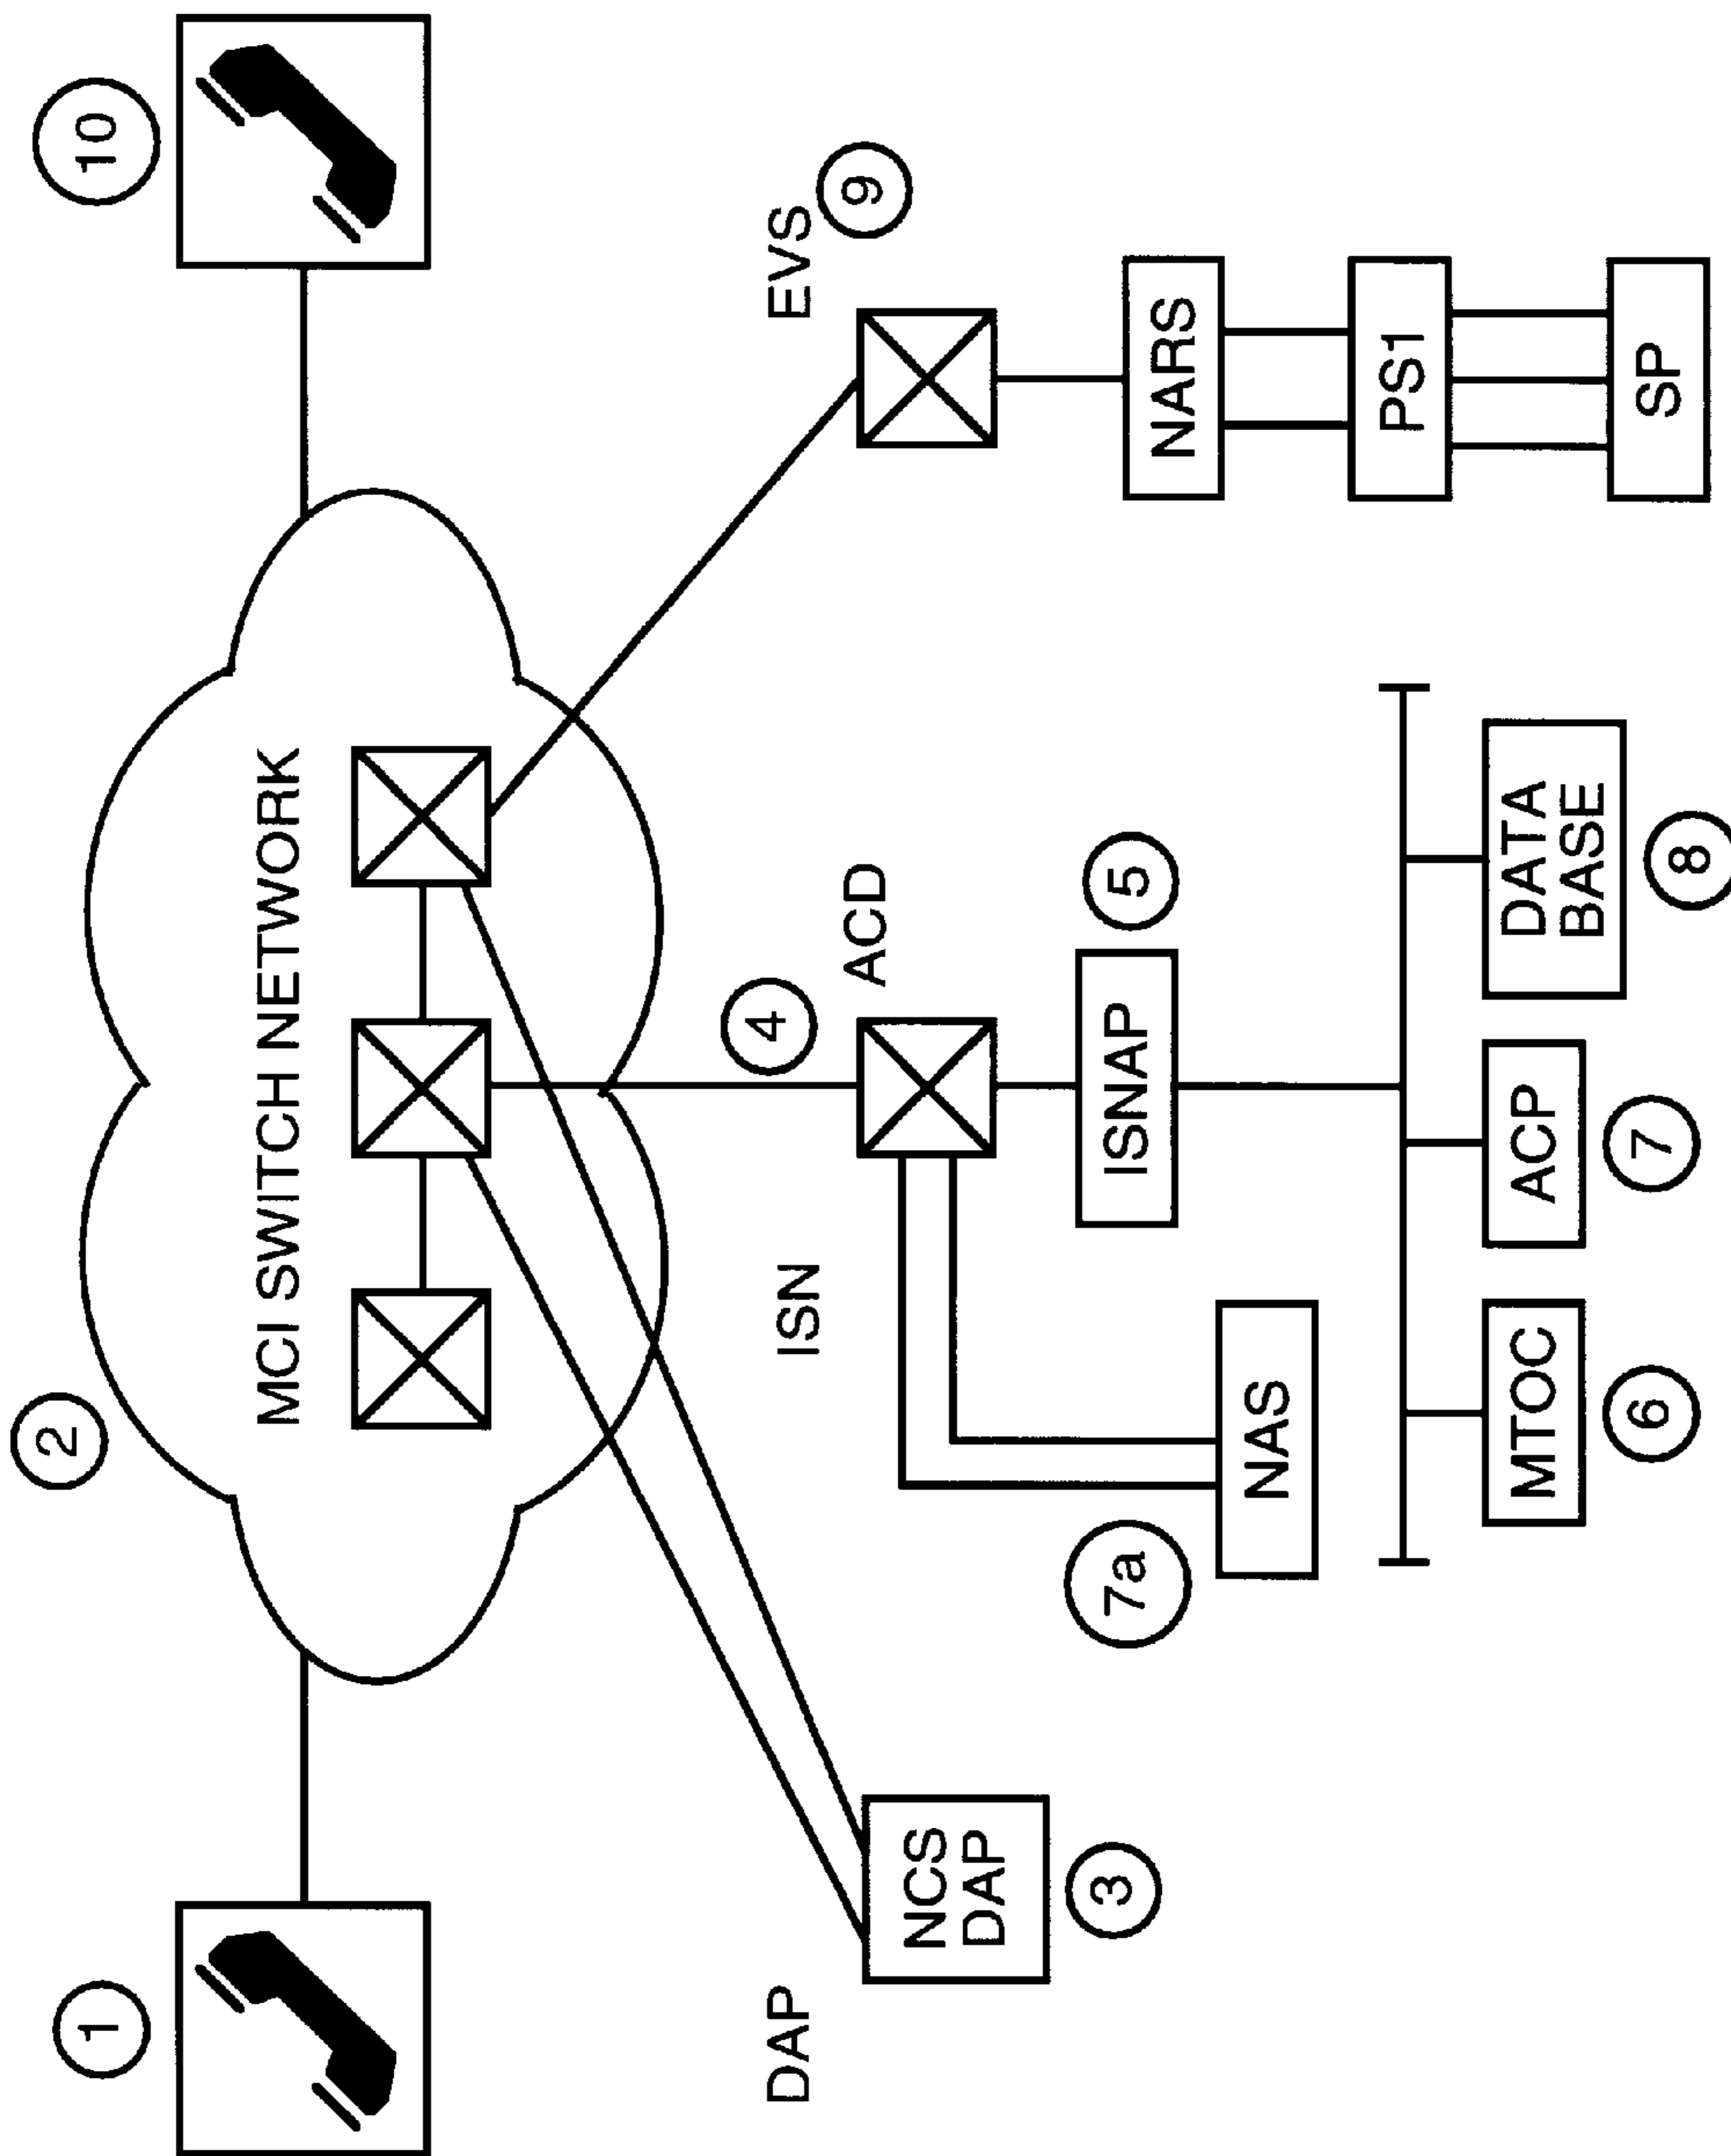 1
2
10
MCI SWITCH NETWORK
DAP
ISN
4
ACD
EVS
9
NCS
DAP
3
7a
NAS
ISNAP
5
NARS
PS1
SP
MTOC
6
ACP
7
DATA
BASE
8